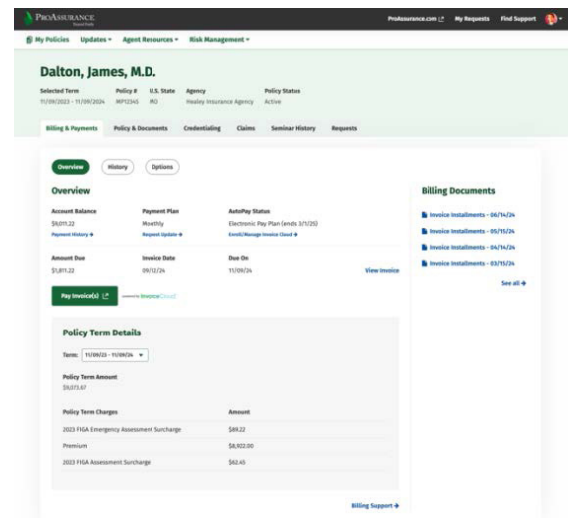 PROASSURANCE
ProAssurance.com My Requests Find Support
My Policies Updates Agent Resources Risk Management
Dalton, James, M.D.
Selected Term Policy # U.S. State Agency Policy Status
11/09/2023 - 11/09/2024 MP12345 MO Healey Insurance Agency Active
Billing & Payments Policy & Documents Credentialing Claims Seminar History Requests
Overview History Options
Overview
Account Balance Payment Plan AutoPay Status
$9,011.22 Monthly Electronic Pay Plan (ends 3/1/25)
Payment History → Request Update → Enroll/Manage Invoice Cloud →
Amount Due Invoice Date Due On
$1,811.22 09/12/24 11/09/24 View Invoice
Pay Invoice(s) InvoiceCloud
Policy Term Details
Term: 11/09/23 - 11/09/24
Policy Term Amount
$9,073.67
Policy Term Charges Amount
2023 FIGA Emergency Assessment Surcharge $89.22
Premium $8,922.00
2023 FIGA Assessment Surcharge $62.45
Billing Support →
Billing Documents
Invoice Installments - 06/14/24
Invoice Installments - 05/15/24
Invoice Installments - 04/14/24
Invoice Installments - 03/15/24
See all →